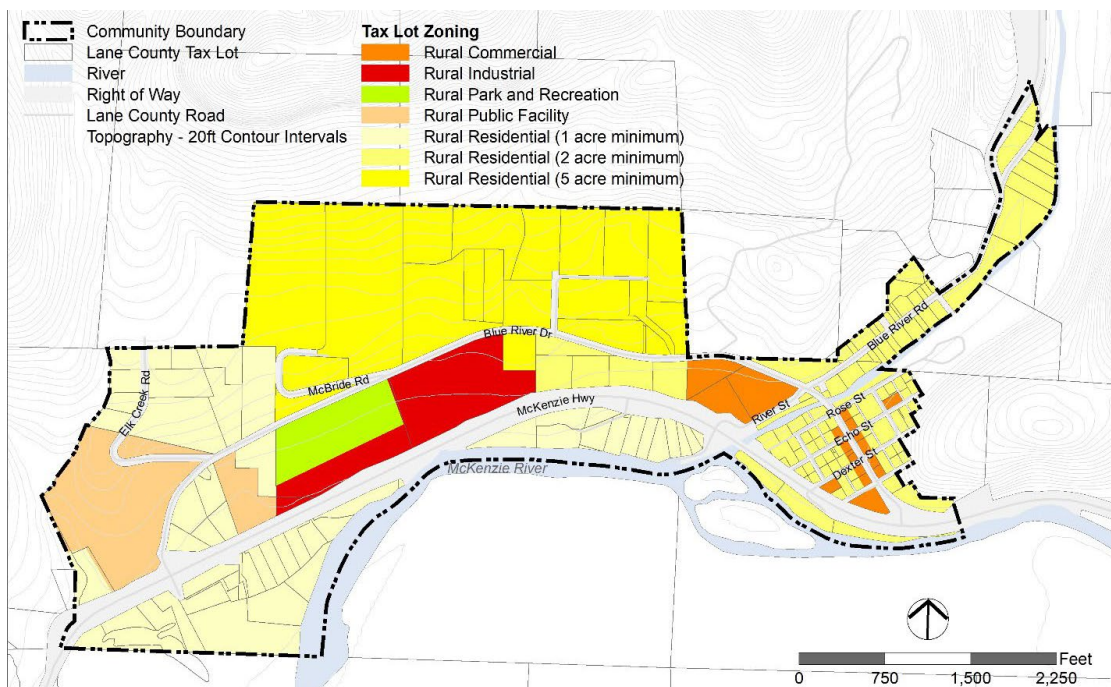 Community Boundary
Lane County Tax Lot
River
Right of Way
Lane County Road
Topography - 20ft Contour Intervals
Tax Lot Zoning
Rural Commercial
Rural Industrial
Rural Park and Recreation
Rural Public Facility
Rural Residential (1 acre minimum)
Rural Residential (2 acre minimum)
Rural Residential (5 acre minimum)
Blue River Dr
Blue River Rd
McBride Rd
Elk Creek Rd
McKenzie Hwy
River St
Rose St
Echo St
Dexter St
McKenzie River
Feet
0 750 1,500 2,250